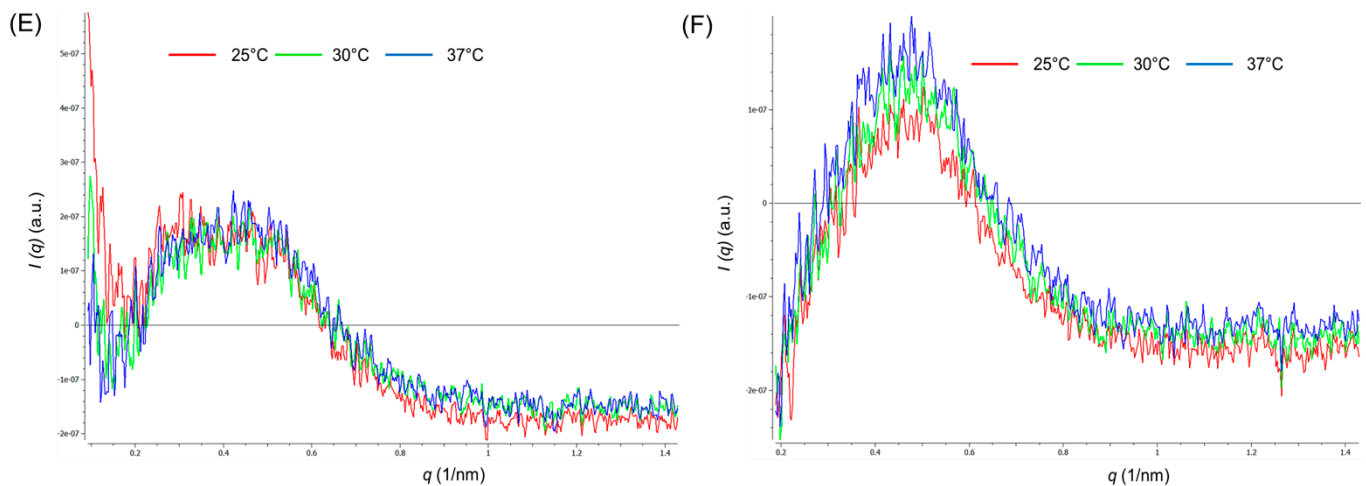 (E)
25°C 30°C 37°C
5e-07
4e-07
3e-07
2e-07
1e-07
0
-1e-07
-2e-07
I (q) (a.u.)
0.2 0.4 0.6 0.8 1 1.2 1.4
q (1/nm)
(F)
25°C 30°C 37°C
1e-07
0
-1e-07
-2e-07
I (q) (a.u.)
0.2 0.4 0.6 0.8 1 1.2 1.4
q (1/nm)